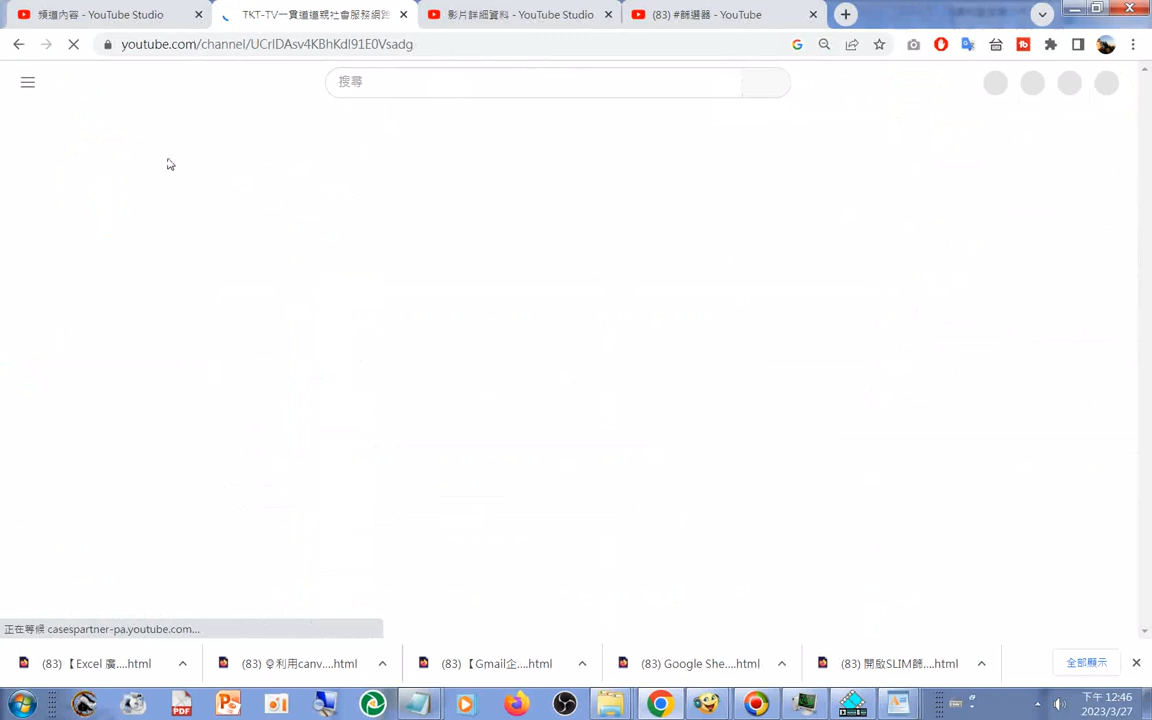 頻道內容 - YouTube Studio
TKT-TV一貫道道親社會服務網路
影片詳細資料 - YouTube Studio
(83) #篩選器 - YouTube
youtube.com/channel/UCrIDAsv4KBhKdl91E0Vsadg
搜尋
正在等候 casespartner-pa.youtube.com...
(83) 【Excel 廣....html
(83) 利用canv....html
(83) 【Gmail企....html
(83) Google She....html
(83) 開啟SLIM篩....html
全部顯示
下午 12:46
2023/3/27